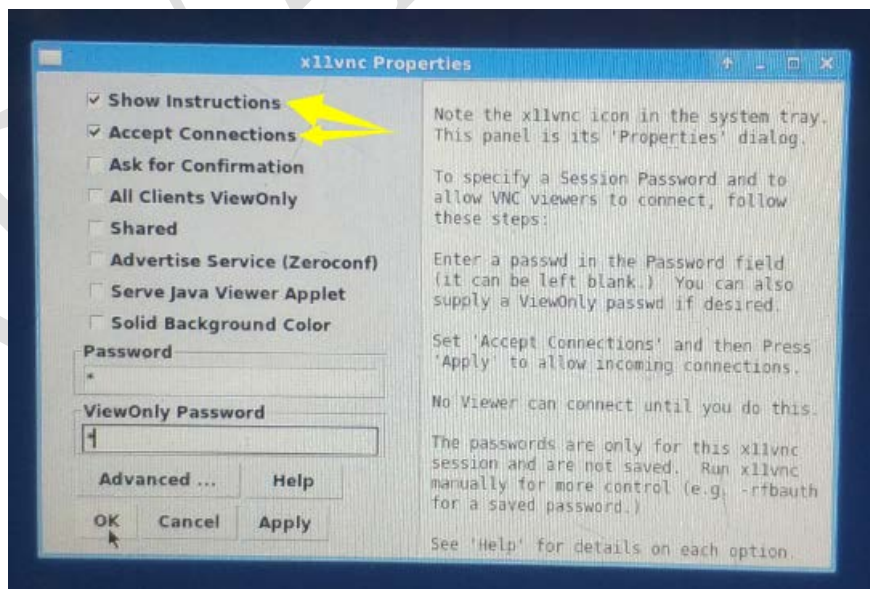 x11vnc Properties
Show Instructions
Accept Connections
Ask for Confirmation
All Clients ViewOnly
Shared
Advertise Service (Zeroconf)
Serve Java Viewer Applet
Solid Background Color
Password
*
ViewOnly Password
*
Advanced ... Help
OK Cancel Apply
Note the x11vnc icon in the system tray.
This panel is its 'Properties' dialog.
To specify a Session Password and to
allow VNC viewers to connect, follow
these steps:
Enter a passwd in the Password field
(it can be left blank.) You can also
supply a ViewOnly passwd if desired.
Set 'Accept Connections' and then Press
'Apply' to allow incoming connections.
No Viewer can connect until you do this.
The passwords are only for this x11vnc
session and are not saved. Run x11vnc
manually for more control (e.g. -rfbauth
for a saved password.)
See 'Help' for details on each option.